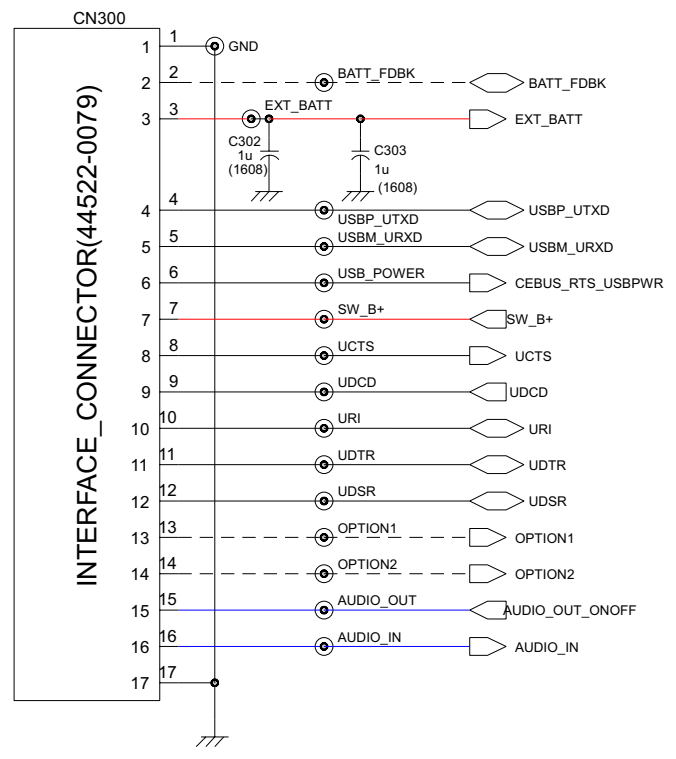 CN300
INTERFACE_CONNECTOR(44522-0079)
1 1 GND
2 2 BATT_FDBK BATT_FDBK
3 3 EXT_BATT EXT_BATT
C302
1u
(1608)
C303
1u
(1608)
4 4 USBP_UTXD USBP_UTXD
5 5 USBM_URXD USBM_URXD
6 6 USB_POWER CEBUS_RTS_USBPWR
7 7 SW_B+ SW_B+
8 8 UCTS UCTS
9 9 UDCD UDCD
10 10 URI URI
11 11 UDTR UDTR
12 12 UDSR UDSR
13 13 OPTION1 OPTION1
14 14 OPTION2 OPTION2
15 15 AUDIO_OUT AUDIO_OUT_ONOFF
16 16 AUDIO_IN AUDIO_IN
17 17